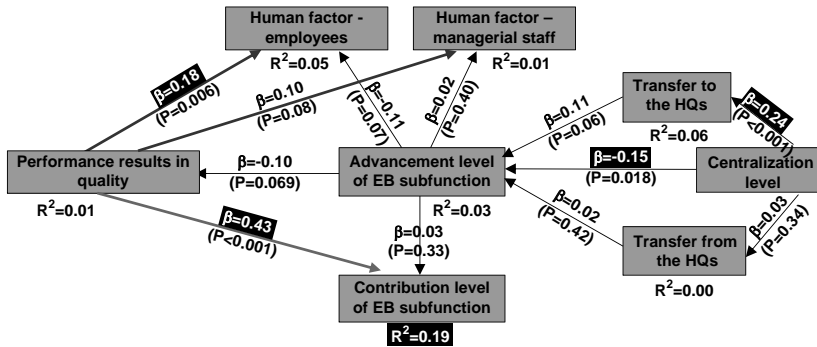 Human factor -
employees
R²=0.05
Human factor –
managerial staff
R²=0.01
β=0.18
(P=0.006)
β=0.10
(P=0.08)
β=-0.11
(P=0.07)
β=0.02
(P=0.40)
β=0.11
(P=0.06)
Transfer to
the HQs
R²=0.06
β=0.24
(P<0.001)
Performance results in
quality
R²=0.01
β=-0.10
(P=0.069)
Advancement level
of EB subfunction
R²=0.03
β=-0.15
(P=0.018)
Centralization
level
β=0.43
(P<0.001)
β=0.03
(P=0.33)
β=0.02
(P=0.42)
β=0.03
(P=0.34)
Transfer from
the HQs
R²=0.00
Contribution level
of EB subfunction
R²=0.19